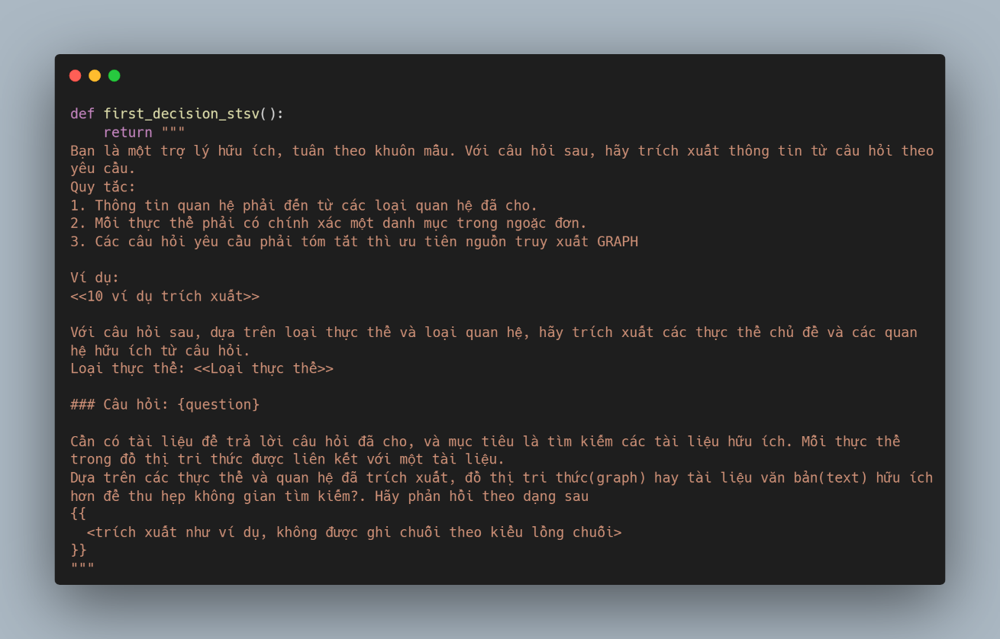 def first_decision_stsv():
    return """
Bạn là một trợ lý hữu ích, tuân theo khuôn mẫu. Với câu hỏi sau, hãy trích xuất thông tin từ câu hỏi theo
yêu cầu.
Quy tắc:
1. Thông tin quan hệ phải đến từ các loại quan hệ đã cho.
2. Mỗi thực thể phải có chính xác một danh mục trong ngoặc đơn.
3. Các câu hỏi yêu cầu phải tóm tắt thì ưu tiên nguồn truy xuất GRAPH

Ví dụ:
<<10 ví dụ trích xuất>>

Với câu hỏi sau, dựa trên loại thực thể và loại quan hệ, hãy trích xuất các thực thể chủ đề và các quan
hệ hữu ích từ câu hỏi.
Loại thực thể: <<Loại thực thể>>

### Câu hỏi: {question}

Cần có tài liệu để trả lời câu hỏi đã cho, và mục tiêu là tìm kiếm các tài liệu hữu ích. Mỗi thực thể
trong đồ thị tri thức được liên kết với một tài liệu.
Dựa trên các thực thể và quan hệ đã trích xuất, đồ thị tri thức(graph) hay tài liệu văn bản(text) hữu ích
hơn để thu hẹp không gian tìm kiếm?. Hãy phản hồi theo dạng sau
{{
  <trích xuất như ví dụ, không được ghi chuỗi theo kiểu lồng chuỗi>
}}
"""